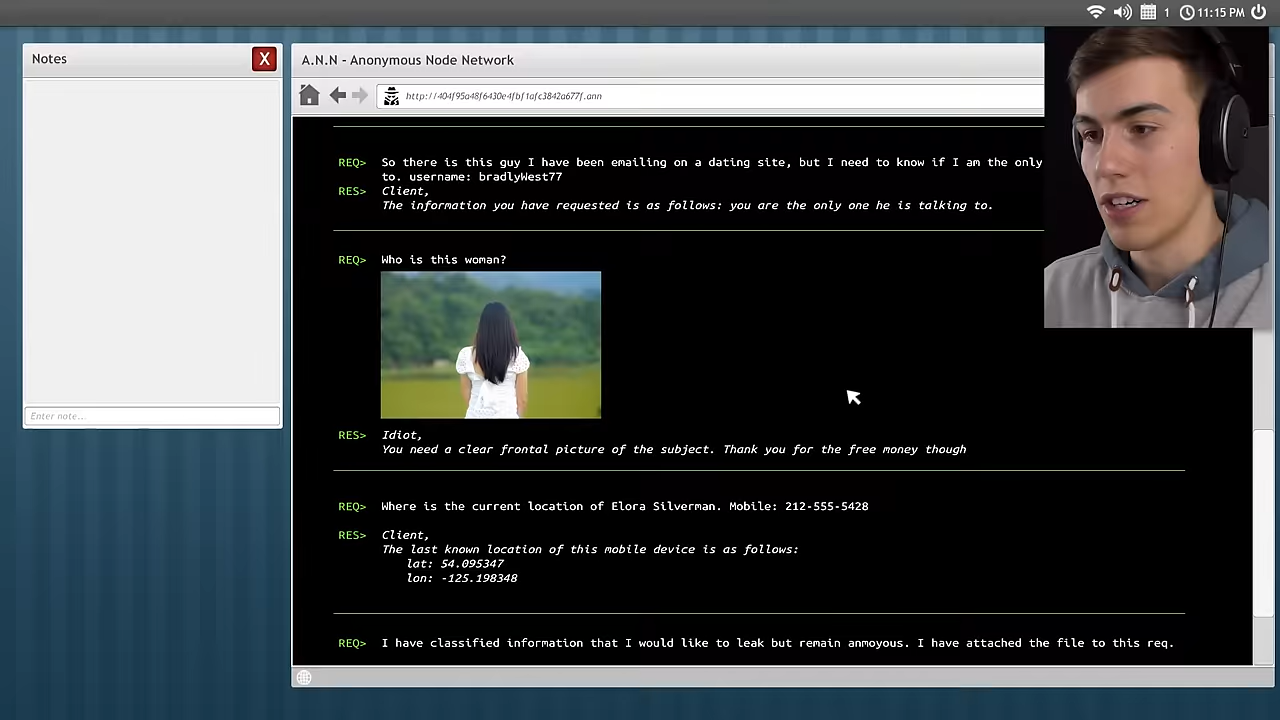 1 11:15 PM
Notes
X
A.N.N - Anonymous Node Network
http://404f95a48f6430e4fbf1afc3842a677f.ann
REQ> So there is this guy I have been emailing on a dating site, but I need to know if I am the only
to. username: bradlyWest77
RES> Client,
The information you have requested is as follows: you are the only one he is talking to.
REQ> Who is this woman?
RES> Idiot,
You need a clear frontal picture of the subject. Thank you for the free money though
REQ> Where is the current location of Elora Silverman. Mobile: 212-555-5428
RES> Client,
The last known location of this mobile device is as follows:
lat: 54.095347
lon: -125.198348
REQ> I have classified information that I would like to leak but remain anmoyous. I have attached the file to this req.
Enter note...